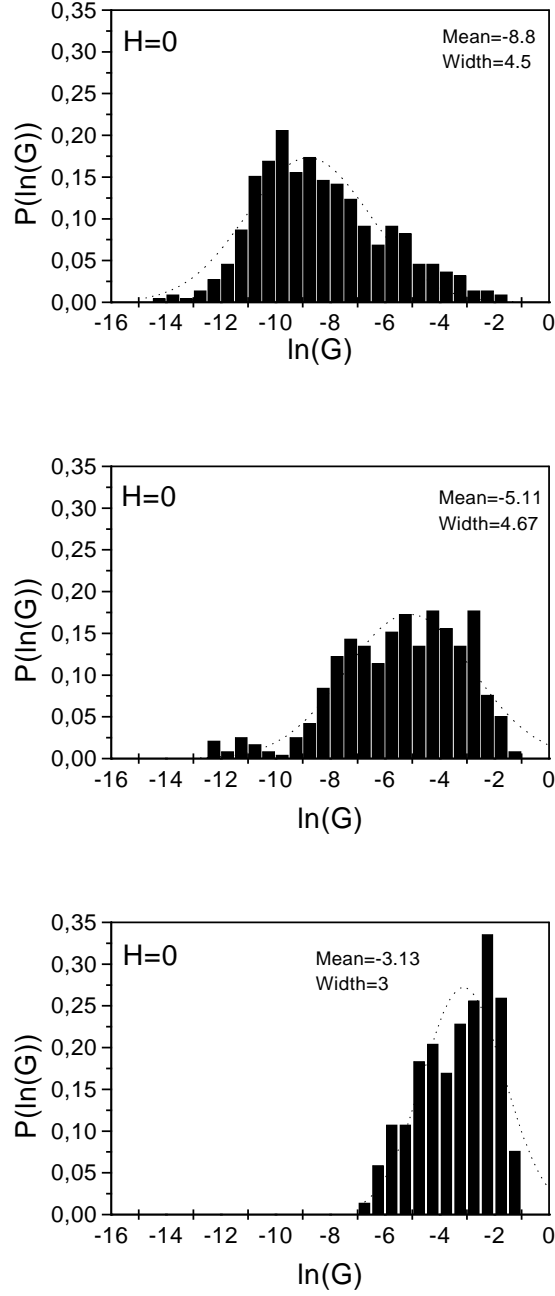 0,35
H=0
Mean=-8.8
Width=4.5
0,30
0,25
0,20
0,15
0,10
0,05
0,00
P(ln(G))
-16 -14 -12 -10 -8 -6 -4 -2 0
ln(G)
0,35
H=0
Mean=-5.11
Width=4.67
0,30
0,25
0,20
0,15
0,10
0,05
0,00
P(ln(G))
-16 -14 -12 -10 -8 -6 -4 -2 0
ln(G)
0,35
H=0
Mean=-3.13
Width=3
0,30
0,25
0,20
0,15
0,10
0,05
0,00
P(ln(G))
-16 -14 -12 -10 -8 -6 -4 -2 0
ln(G)